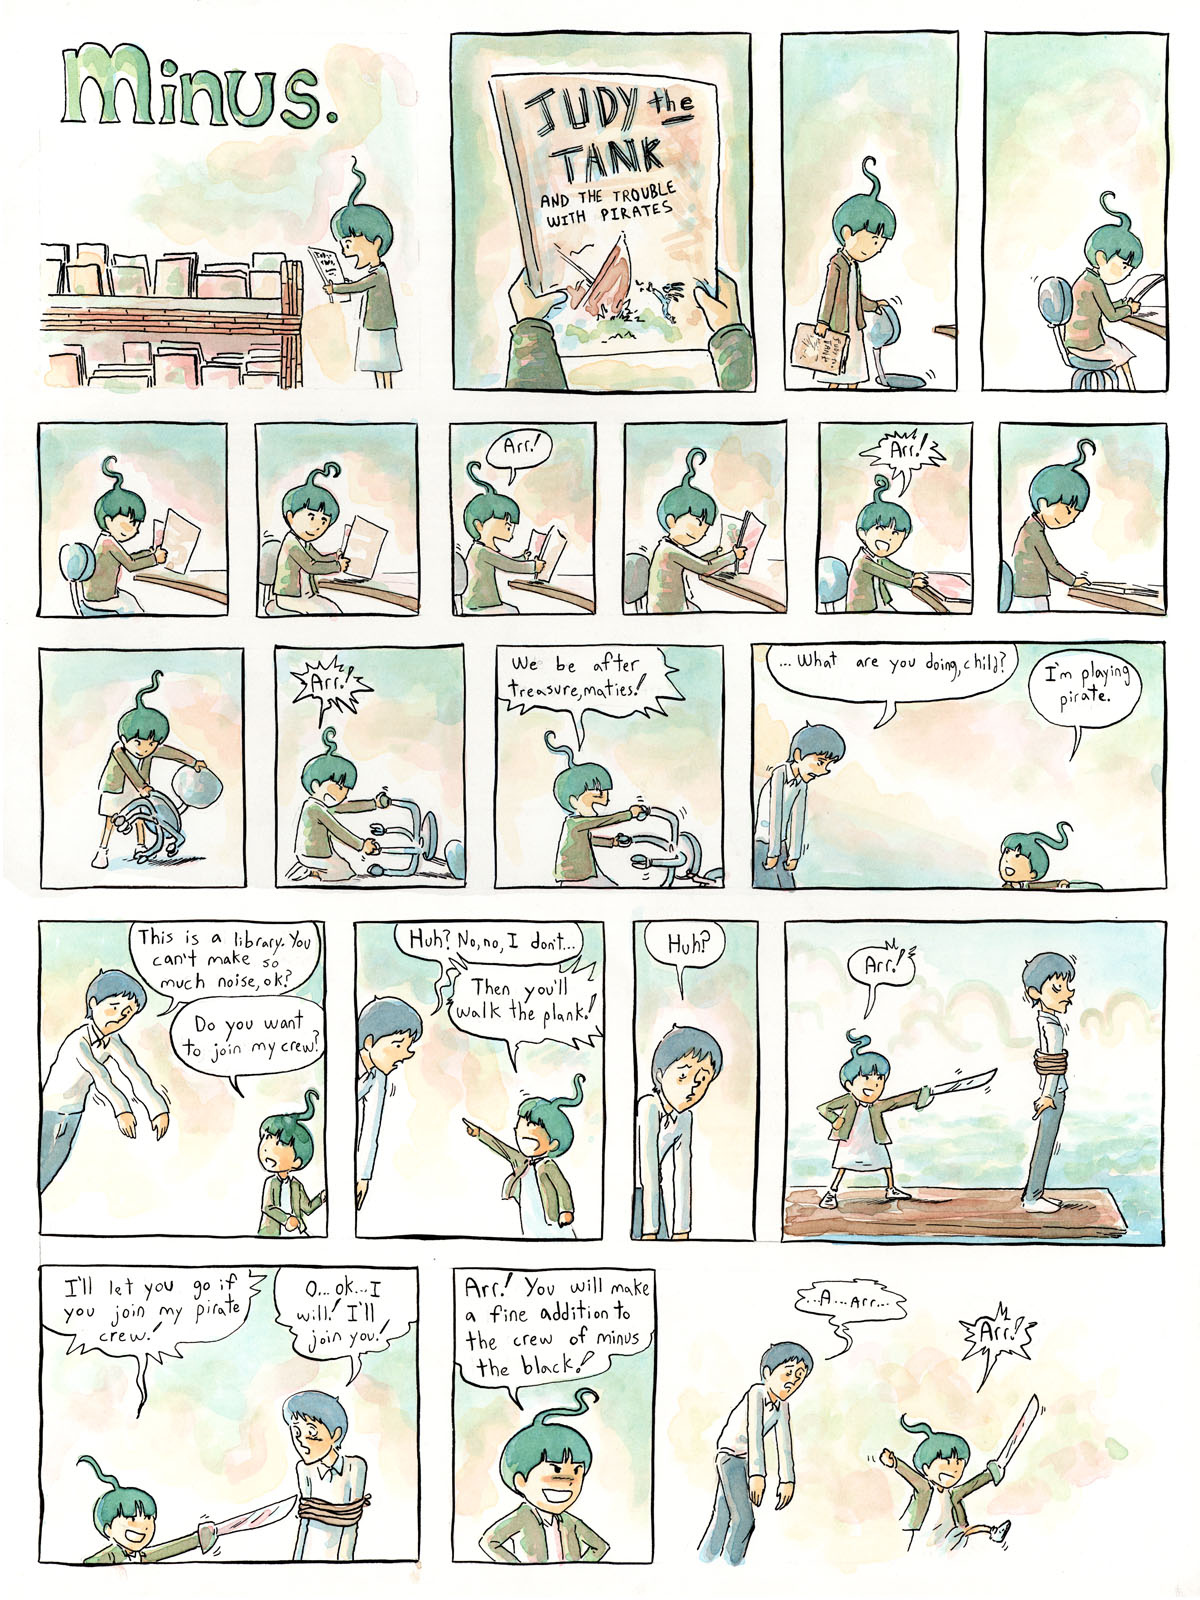 minus.
JUDY the
TANK
AND THE TROUBLE
WITH PIRATES
JUDY the
TANK
Arr!
Arr!
Arr!
We be after
treasure, maties!
...What are you doing, child?
I'm playing
pirate.
This is a library. You
can't make so
much noise, ok?
Do you want
to join my crew?
Huh? No, no, I don't...
Then you'll
walk the plank!
Huh?
Arr!
I'll let you go if
you join my pirate
crew!
O... ok... I
will! I'll
join you!
Arr! You will make
a fine addition to
the crew of minus
the black!
...A...arr...
Arr!